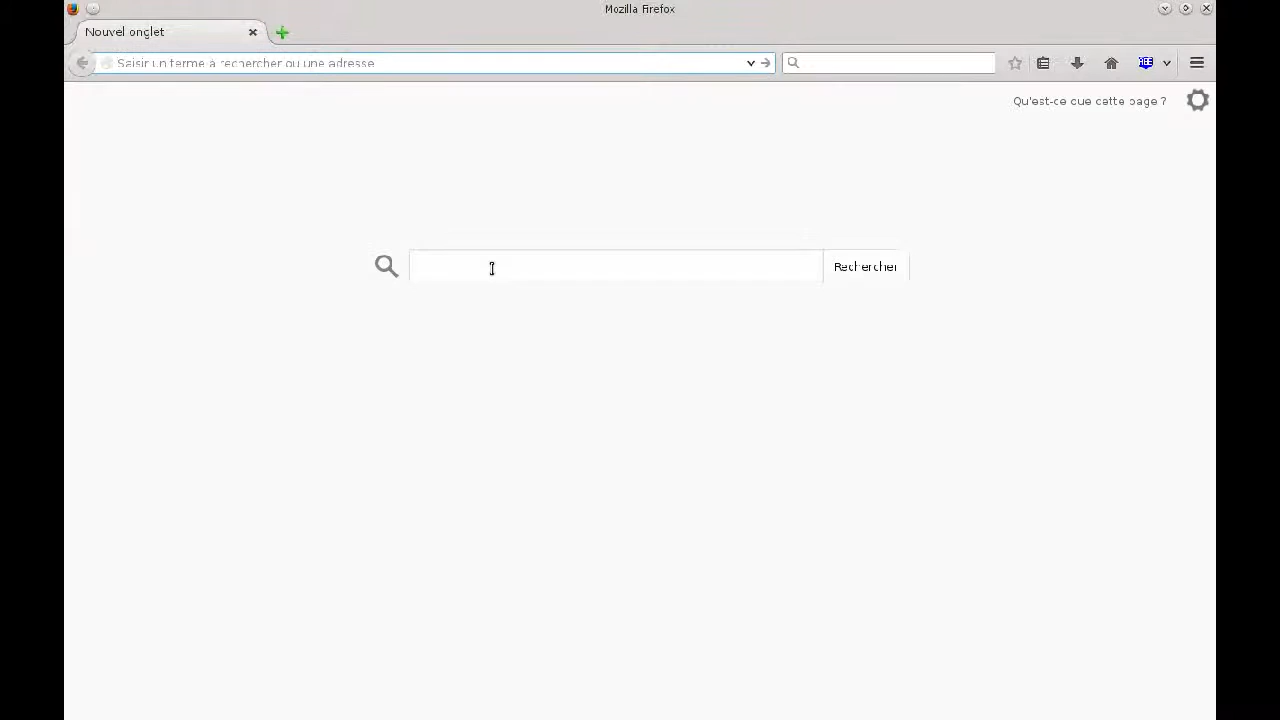 Mozilla Firefox
Nouvel onglet
Saisir un terme à rechercher ou une adresse
Qu'est-ce que cette page ?
Rechercher